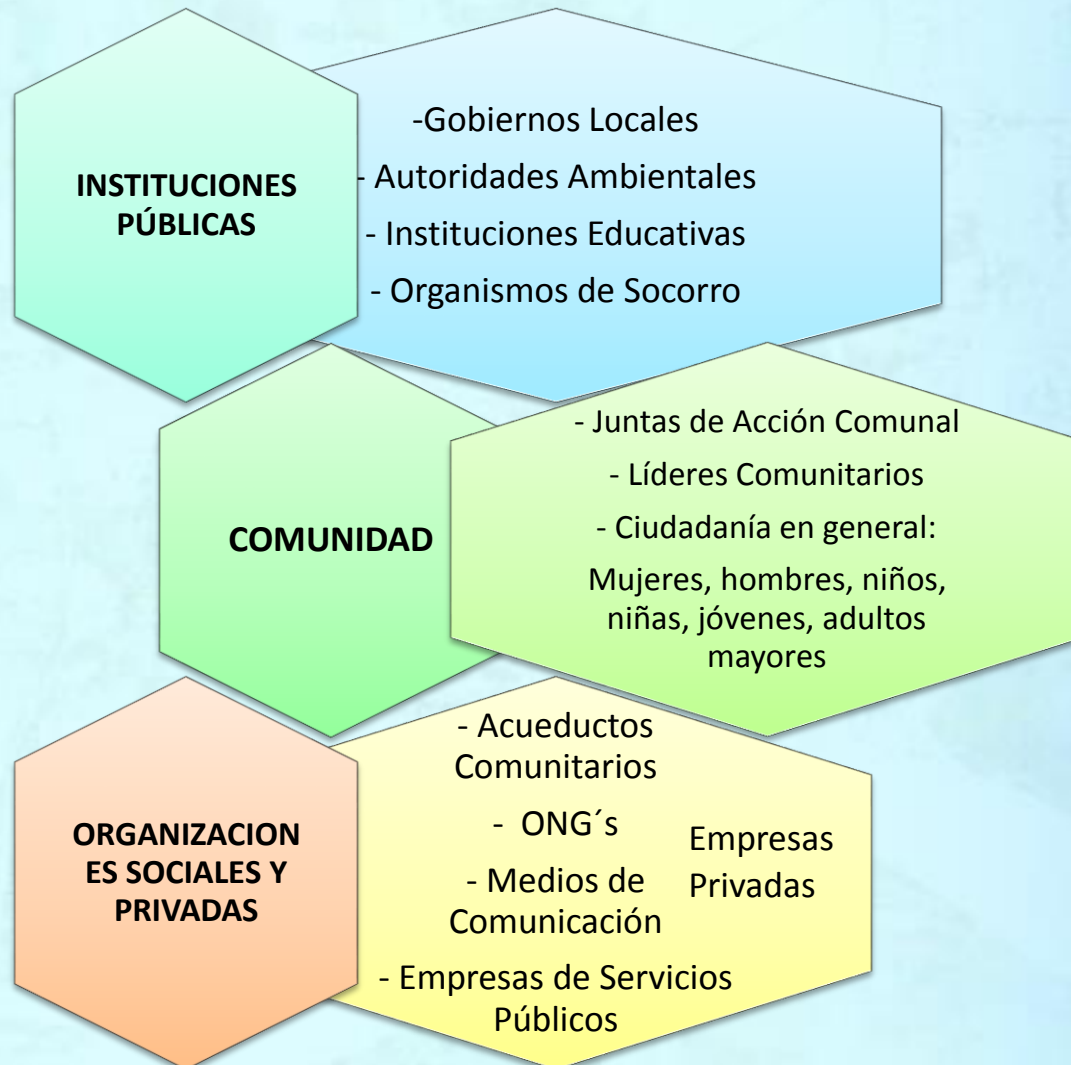 INSTITUCIONES
PÚBLICAS
-Gobiernos Locales
- Autoridades Ambientales
- Instituciones Educativas
- Organismos de Socorro
COMUNIDAD
- Juntas de Acción Comunal
- Líderes Comunitarios
- Ciudadanía en general:
Mujeres, hombres, niños,
niñas, jóvenes, adultos
mayores
ORGANIZACION
ES SOCIALES Y
PRIVADAS
- Acueductos
Comunitarios
- ONG´s
- Medios de
Comunicación
- Empresas de Servicios
Públicos
Empresas
Privadas